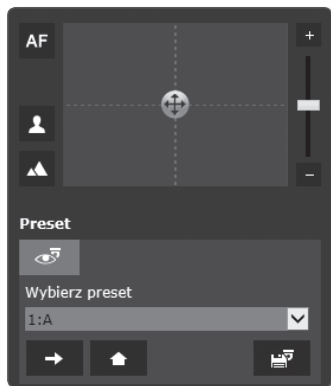 AF
+
−
Preset
Wybierz preset
1:A